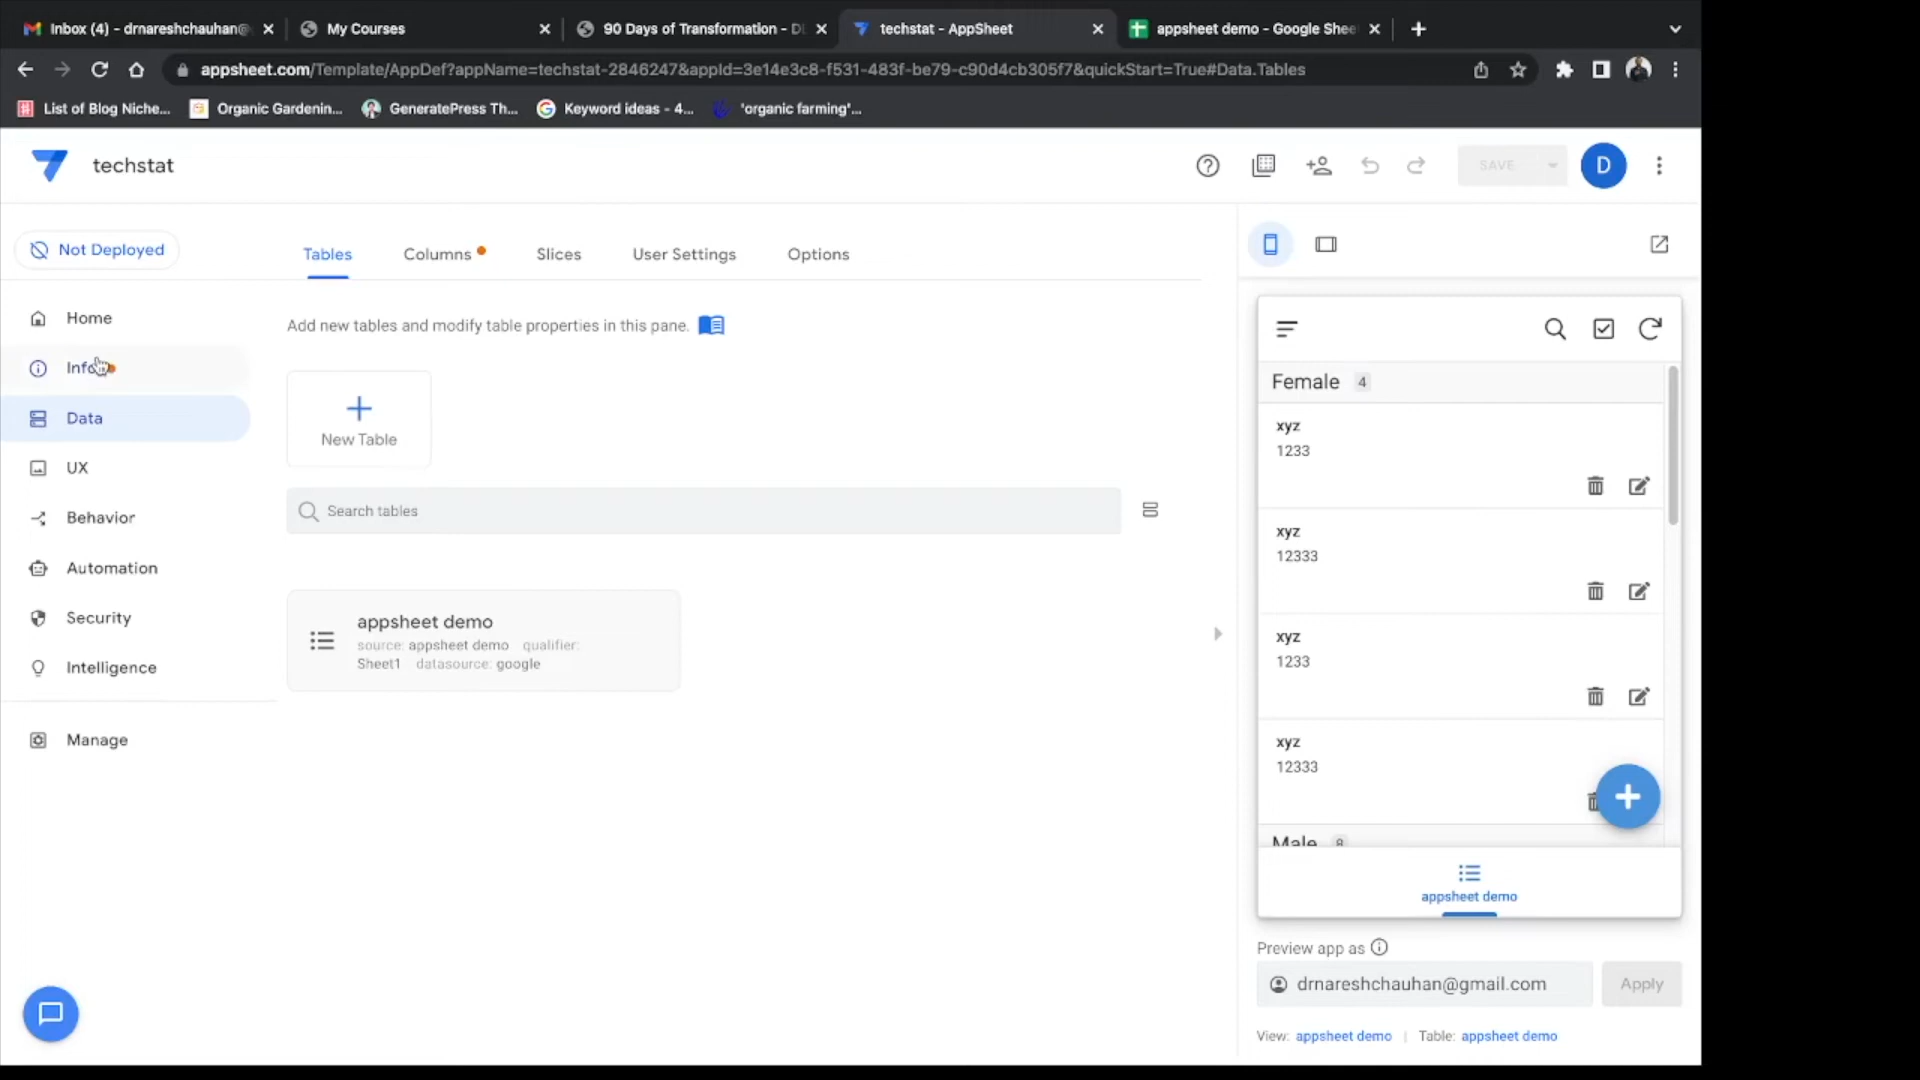 Inbox (4) - drnareshchauhan@
My Courses
90 Days of Transformation - D
techstat - AppSheet
appsheet demo - Google Shee
appsheet.com/Template/AppDef?appName=techstat-2846247&appId=3e14e3c8-f531-483f-be79-c90d4cb305f7&quickStart=True#Data.Tables
List of Blog Niche...
Organic Gardenin...
GeneratePress Th...
Keyword ideas - 4...
'organic farming'...
techstat
SAVE
D
Not Deployed
Tables
Columns
Slices
User Settings
Options
Home
Info
Data
UX
Behavior
Automation
Security
Intelligence
Manage
Add new tables and modify table properties in this pane.
New Table
Search tables
appsheet demo
source: appsheet demo qualifier:
Sheet1 datasource: google
Female 4
xyz
1233
xyz
12333
xyz
1233
xyz
12333
Male 8
appsheet demo
Preview app as
drnareshchauhan@gmail.com
Apply
View: appsheet demo | Table: appsheet demo